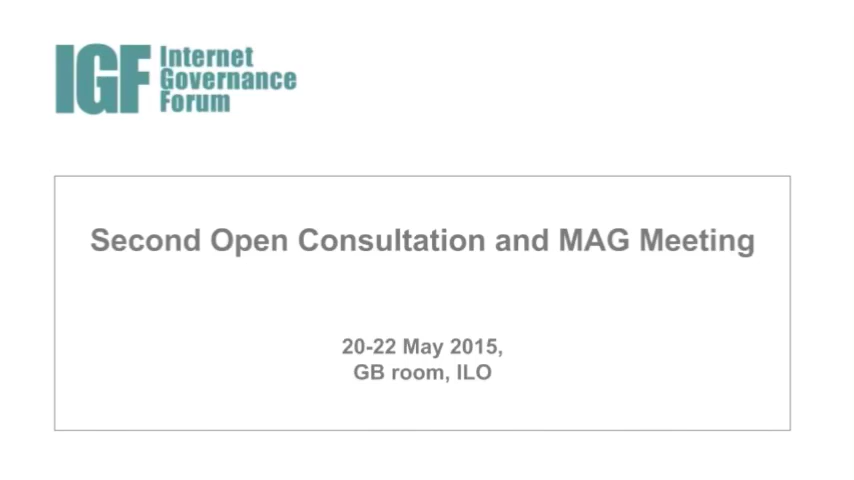 IGF
Internet
Governance
Forum
Second Open Consultation and MAG Meeting
20-22 May 2015,
GB room, ILO